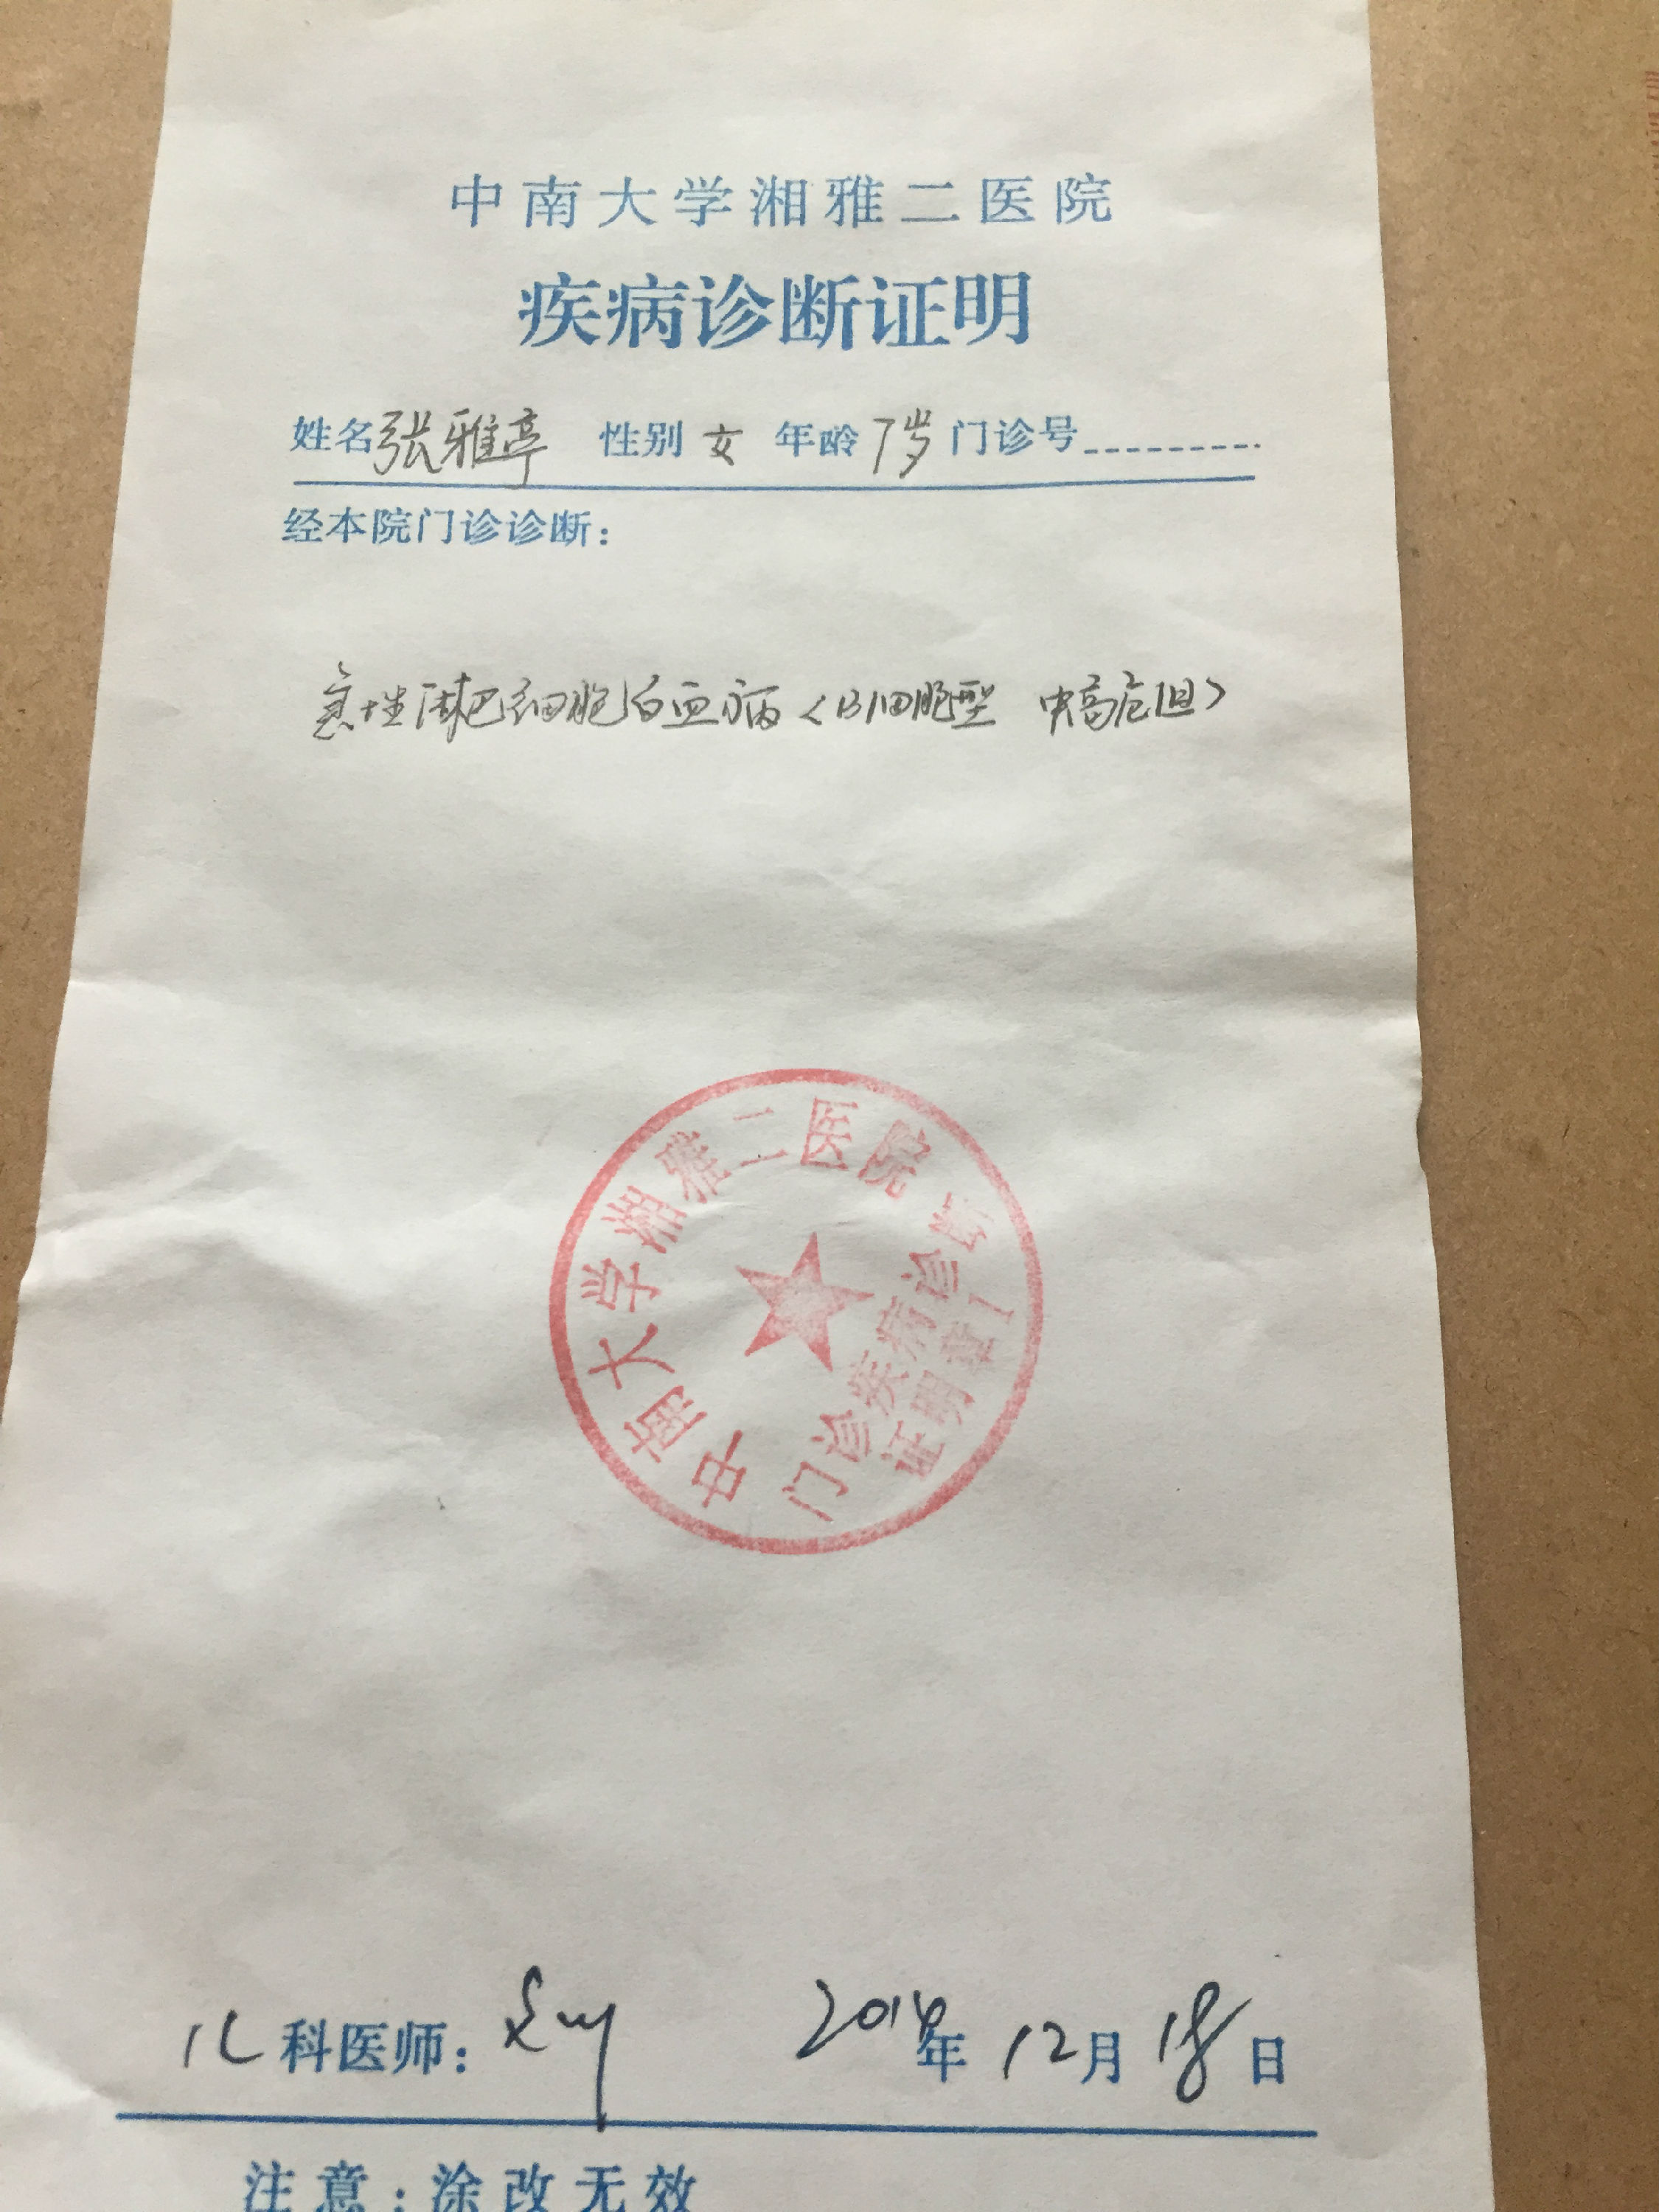 中南大学湘雅二医院
疾病诊断证明
姓名张雅亭 性别 女 年龄 7岁 门诊号
经本院门诊诊断：
急性淋巴细胞白血病（B细胞型 中高危组）
中南大学湘雅二医院
门诊疾病诊断
证明章
儿科医师： 2014年 12月 18日
注意：涂改无效